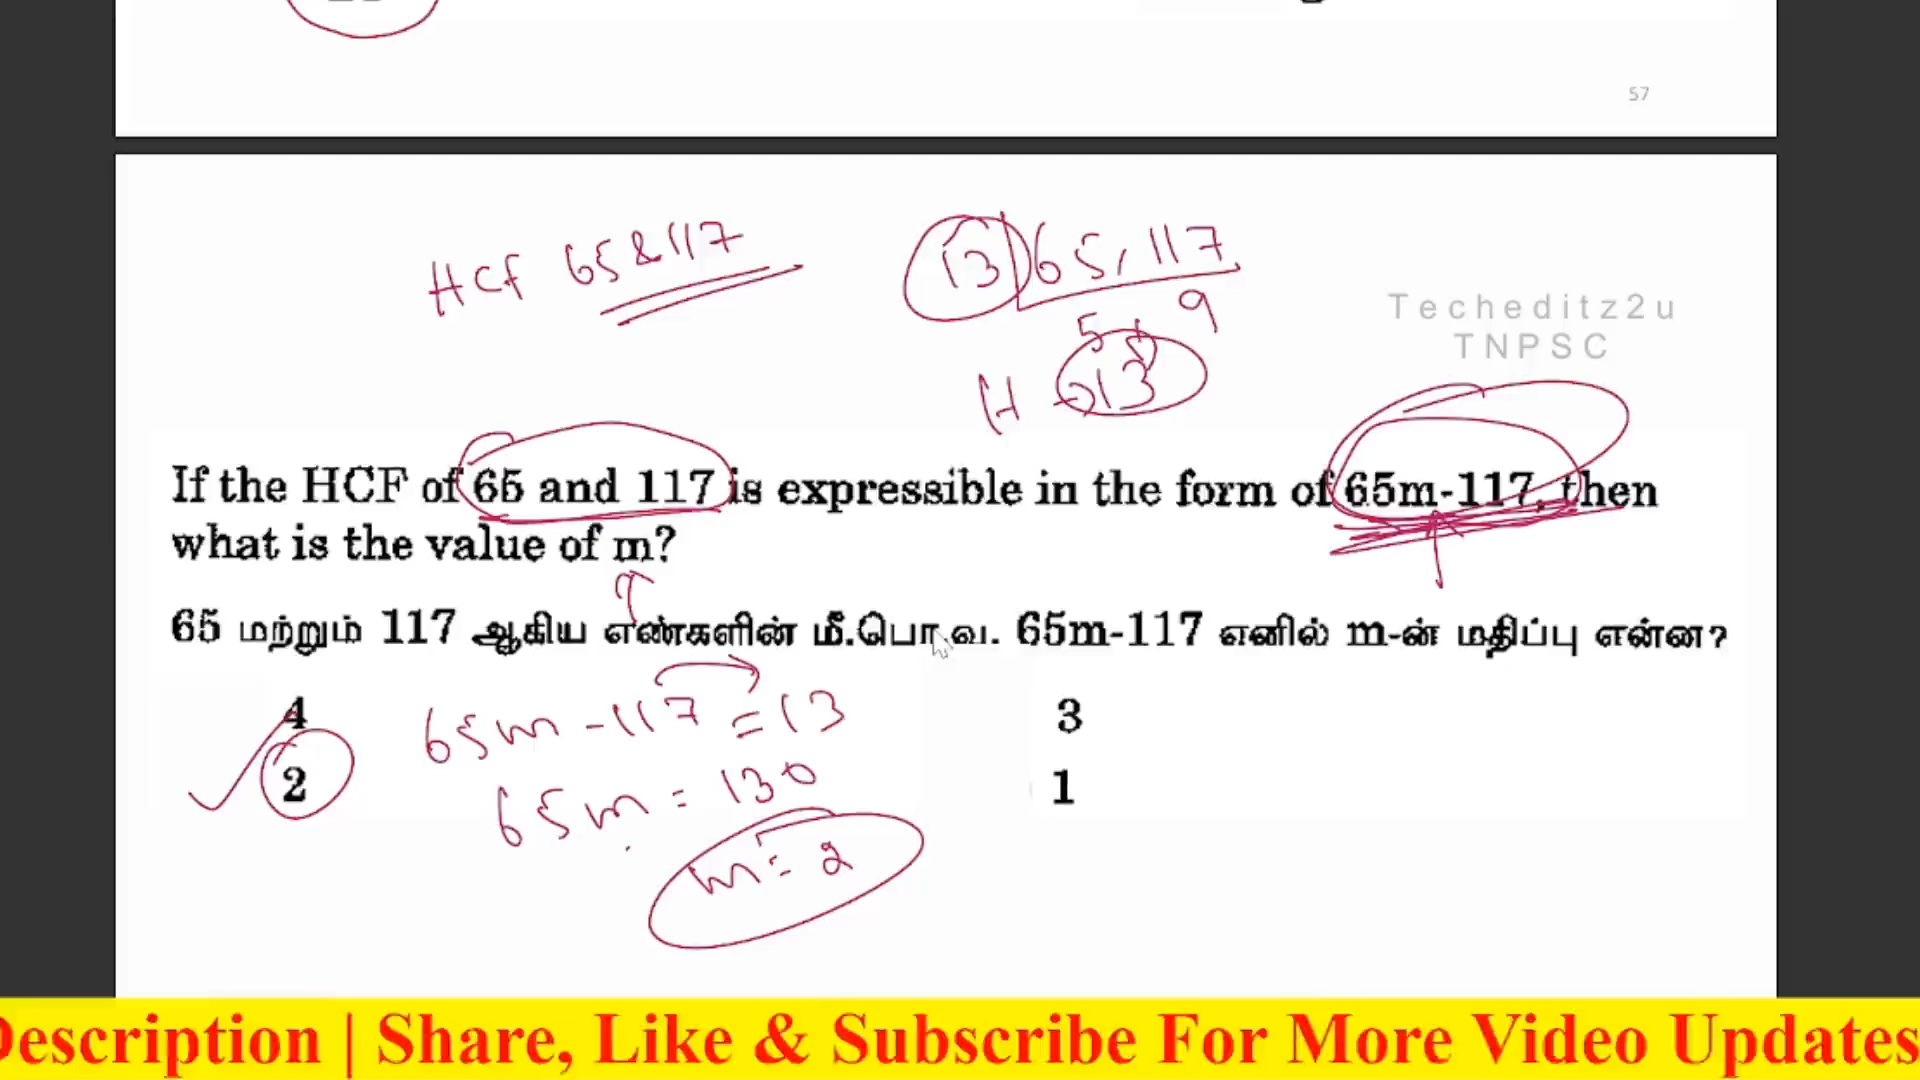 57
HCF 65 & 117
13 ) 65, 117
5, 9
H → 13
Techeditz2u
TNPSC
If the HCF of 65 and 117 is expressible in the form of 65m-117, then
what is the value of m?
65 மற்றும் 117 ஆகிய எண்களின் மீ.பொ.வ. 65m-117 எனில் m-ன் மதிப்பு என்ன?
4 3
65m - 117 = 13
2 1
65m = 130
m = 2
Description | Share, Like & Subscribe For More Video Updates